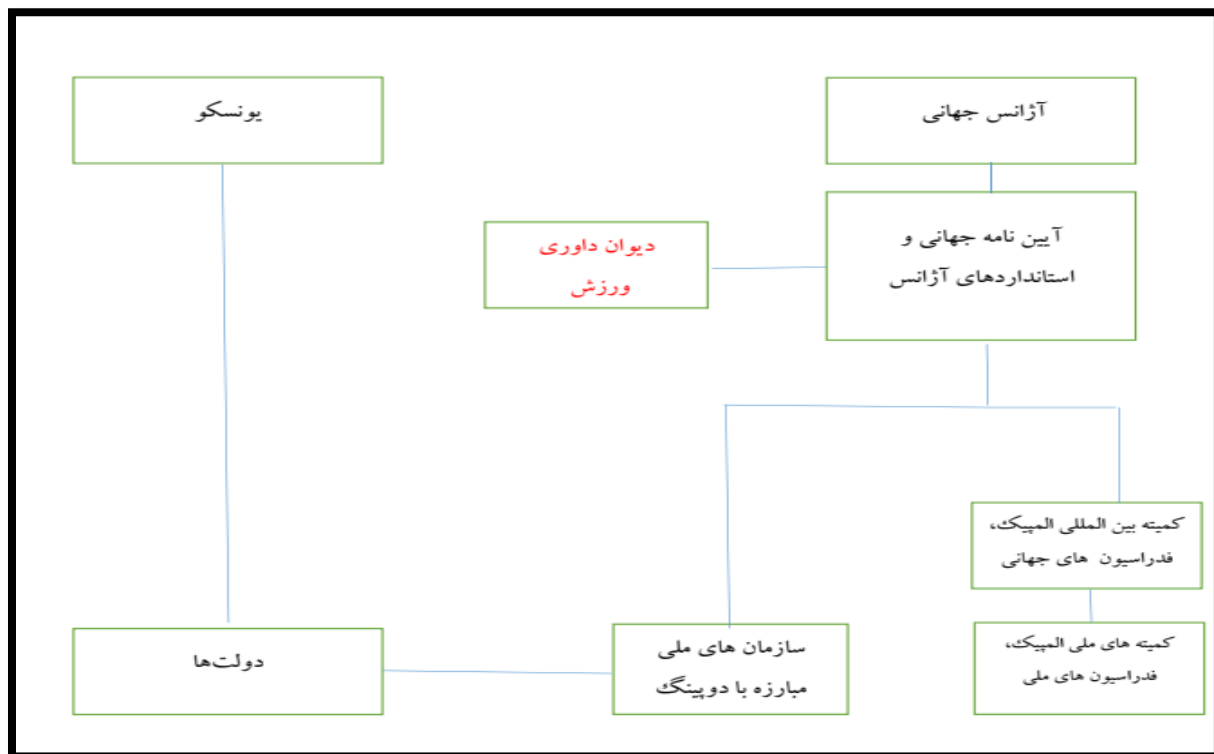 آژانس جهانی
یونسکو
آیین نامه جهانی و
استانداردهای آژانس
دیوان داوری
ورزش
کمیته بین المللی المپیک،
فدراسیون های جهانی
کمیته های ملی المپیک،
فدراسیون های ملی
سازمان های ملی
مبارزه با دوپینگ
دولت‌ها